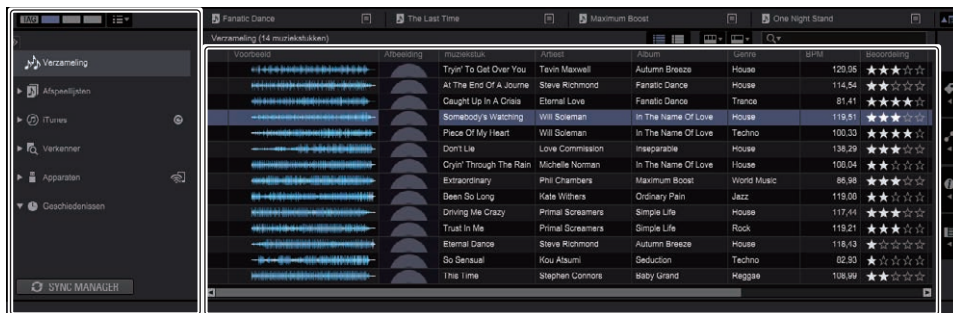 TAG
Fanatic Dance The Last Time Maximum Boost One Night Stand
Verzameling (14 muziekstukken)
Verzameling
Afspeellijsten
iTunes
Verkenner
Apparaten
Geschiedenissen
SYNC MANAGER
Voorbeeld Afbeelding muziekstuk Artiest Album Genre BPM Beoordeling
Tryin' To Get Over You Tevin Maxwell Autumn Breeze House 129,95 ★★★☆☆
At The End Of A Journe Steve Richmond Fanatic Dance House 114,54 ★★☆☆☆
Caught Up In A Crisis Eternal Love Fanatic Dance Trance 81,41 ★★★★☆
Somebody's Watching Will Soleman In The Name Of Love House 119,51 ★★★☆☆
Piece Of My Heart Will Soleman In The Name Of Love Techno 100,33 ★★★★☆
Don't Lie Love Commission Inseparable House 138,29 ★★★☆☆
Cryin' Through The Rain Michelle Norman In The Name Of Love House 108,04 ★★☆☆☆
Extraordinary Phil Chambers Maximum Boost World Music 86,98 ★★★☆☆
Been So Long Kate Withers Ordinary Pain Jazz 119,08 ★★☆☆☆
Driving Me Crazy Primal Screamers Simple Life House 117,44 ★★★☆☆
Trust In Me Primal Screamers Simple Life Rock 119,21 ★★★☆☆
Eternal Dance Steve Richmond Autumn Breeze House 118,43 ★☆☆☆☆
So Sensual Kou Atsumi Seduction Techno 82,93 ★☆☆☆☆
This Time Stephen Connors Baby Grand Reggae 108,99 ★★☆☆☆